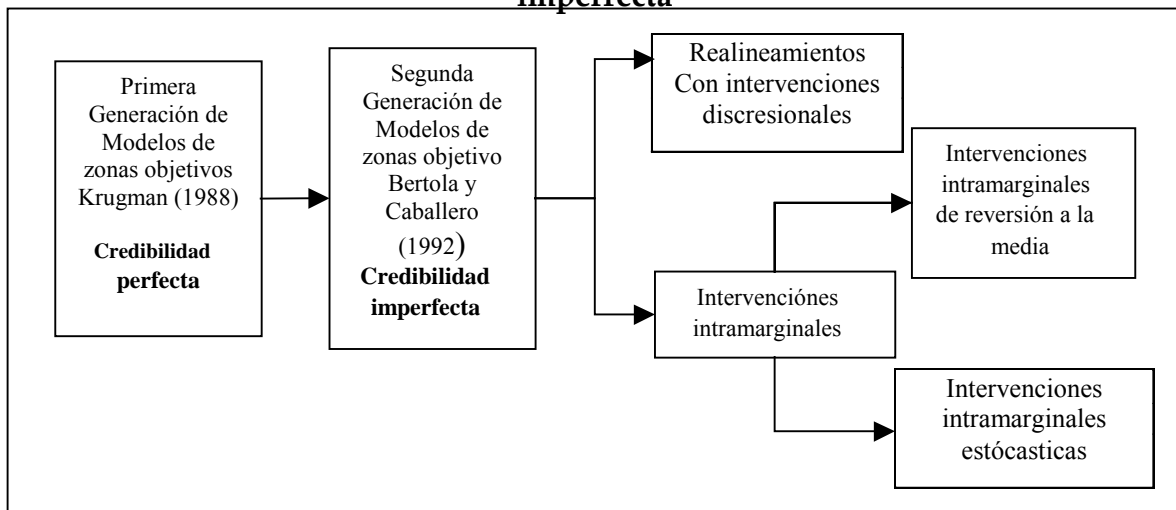 imperfecta
Primera
Generación de
Modelos de
zonas objetivos
Krugman (1988)
Credibilidad
perfecta
Segunda
Generación de
Modelos de
zonas objetivo
Bertola y
Caballero
(1992)
Credibilidad
imperfecta
Realineamientos
Con intervenciones
discresionales
Intervenciónes
intramarginales
Intervenciones
intramarginales
de reversión a la
media
Intervenciones
intramarginales
estócasticas